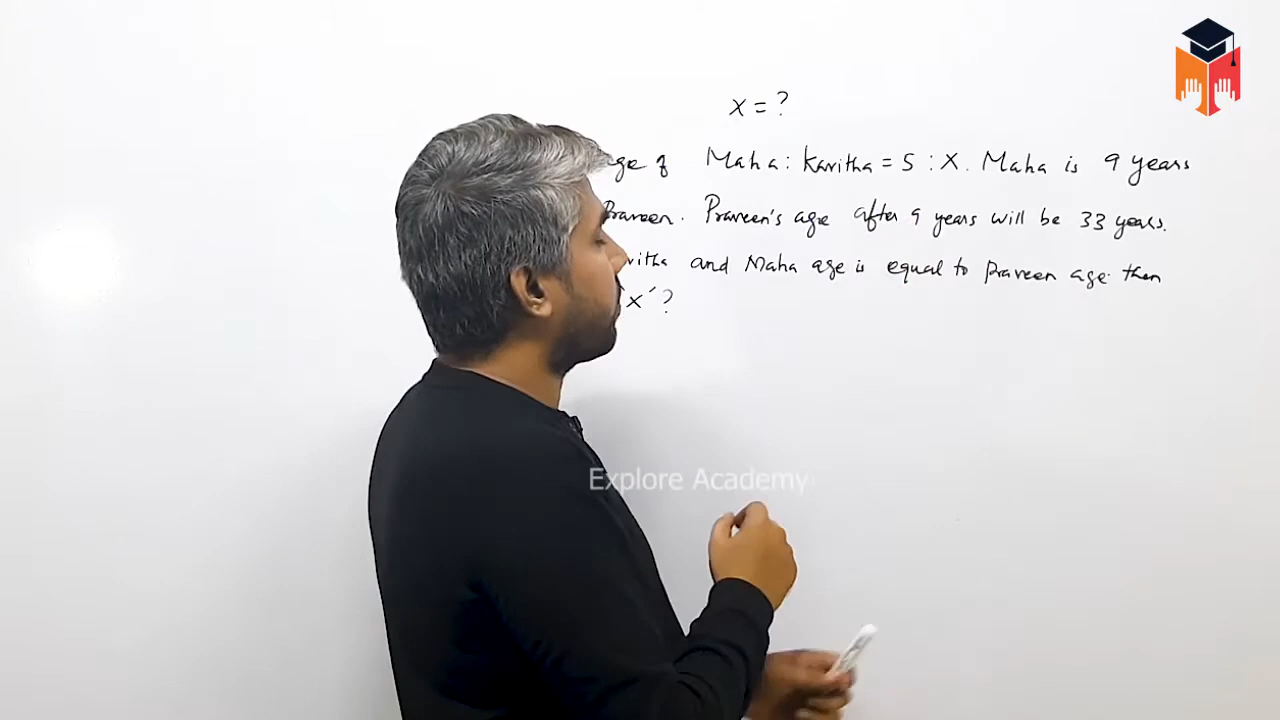 x = ?
ge of Maha : Kavitha = 5 : X. Maha is 9 years
Praveen. Praveen's age after 9 years will be 33 years.
vitha and Maha age is equal to Praveen age then
x' ?
Explore Academy